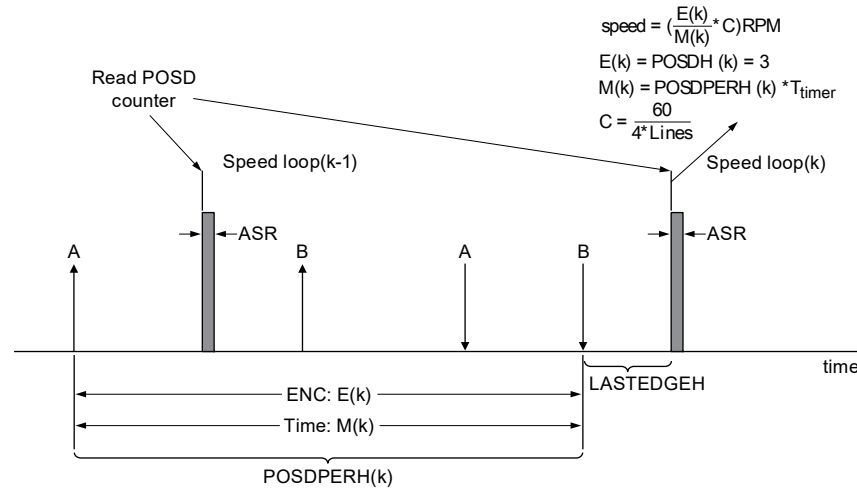 speed = (E(k)/M(k) * C)RPM
E(k) = POSDH (k) = 3
M(k) = POSDPERH (k) * Ttimer
C = 60/4* Lines
Read POSD
counter
Speed loop(k-1)
Speed loop(k)
ASR
ASR
A
B
A
B
time
LASTEDGEH
ENC: E(k)
Time: M(k)
POSDPERH(k)